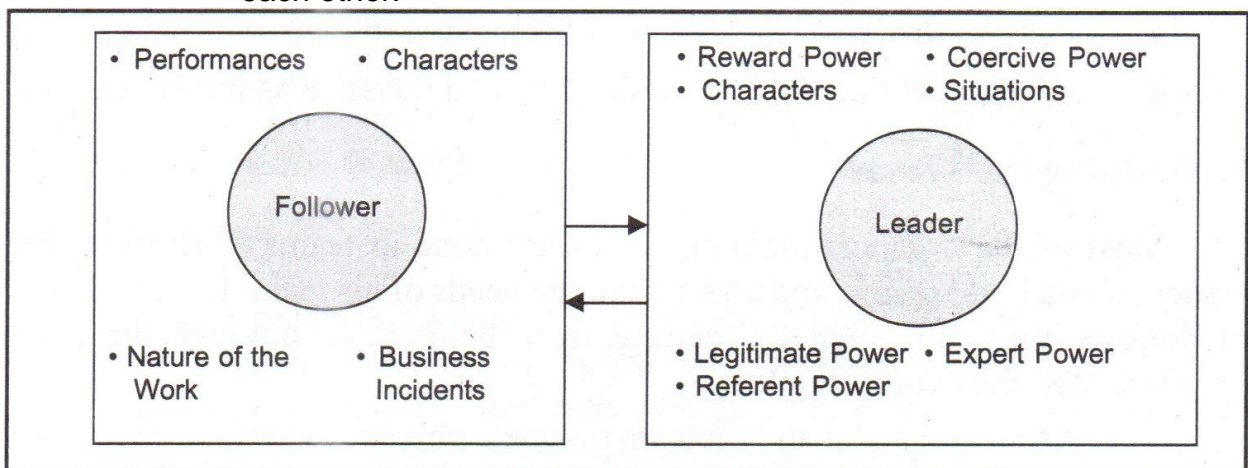 each other.
• Performances • Characters
Follower
• Nature of the • Business
Work Incidents
• Reward Power • Coercive Power
• Characters • Situations
Leader
• Legitimate Power • Expert Power
• Referent Power